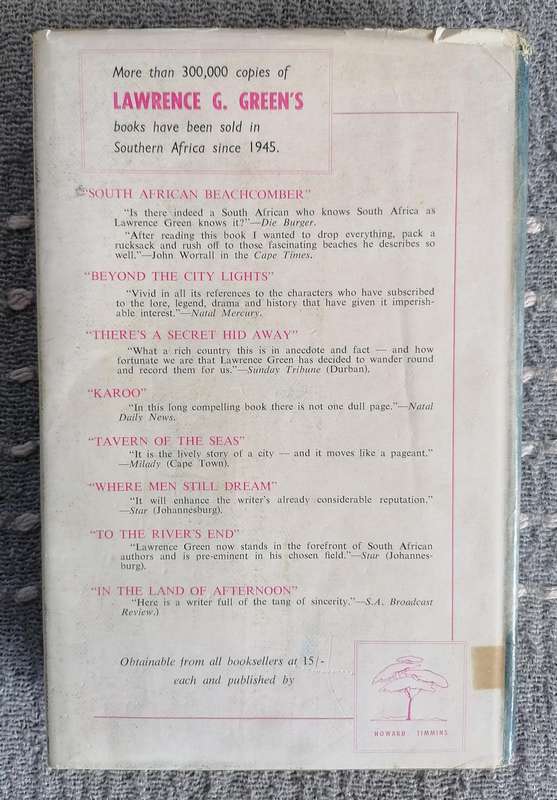 More than 300,000 copies of
LAWRENCE G. GREEN'S
books have been sold in
Southern Africa since 1945.
"SOUTH AFRICAN BEACHCOMBER"
"Is there indeed a South African who knows South Africa as
Lawrence Green knows it?"—Die Burger.
"After reading this book I wanted to drop everything, pack a
rucksack and rush off to those fascinating beaches he describes so
well."—John Worrall in the Cape Times.
"BEYOND THE CITY LIGHTS"
"Vivid in all its references to the characters who have subscribed
to the lore, legend, drama and history that have given it imperish-
able interest."—Natal Mercury.
"THERE'S A SECRET HID AWAY"
"What a rich country this is in anecdote and fact — and how
fortunate we are that Lawrence Green has decided to wander round
and record them for us."—Sunday Tribune (Durban).
"KAROO"
"In this long compelling book there is not one dull page."—Natal
Daily News.
"TAVERN OF THE SEAS"
"It is the lively story of a city — and it moves like a pageant."
—Milady (Cape Town).
"WHERE MEN STILL DREAM"
"It will enhance the writer's already considerable reputation."
—Star (Johannesburg).
"TO THE RIVER'S END"
"Lawrence Green now stands in the forefront of South African
authors and is pre-eminent in his chosen field."—Star (Johannes-
burg).
"IN THE LAND OF AFTERNOON"
"Here is a writer full of the tang of sincerity."—S.A. Broadcast
Review.)
Obtainable from all booksellers at 15/-
each and published by
HOWARD TIMMINS